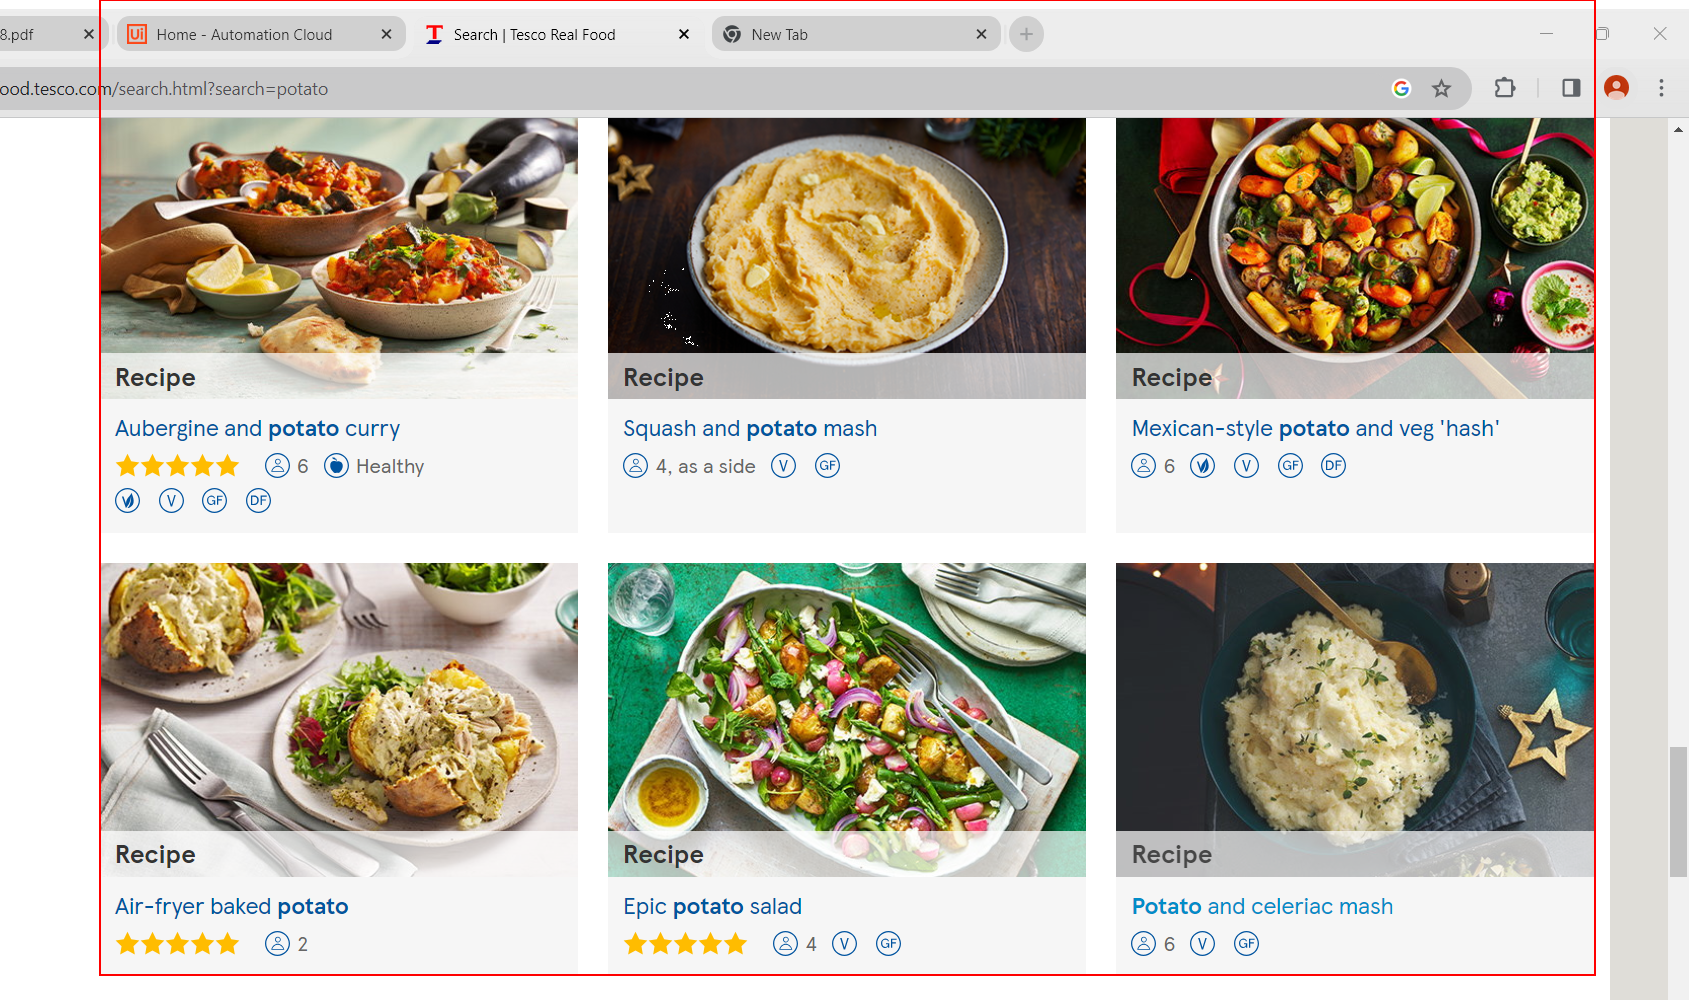 8.pdf
Ui Home - Automation Cloud
Search | Tesco Real Food
New Tab
ood.tesco.com/search.html?search=potato
Recipe
Aubergine and potato curry
6 Healthy
V GF DF
Recipe
Squash and potato mash
4, as a side V GF
Recipe
Mexican-style potato and veg 'hash'
6 V GF DF
Recipe
Air-fryer baked potato
2
Recipe
Epic potato salad
4 V GF
Recipe
Potato and celeriac mash
6 V GF